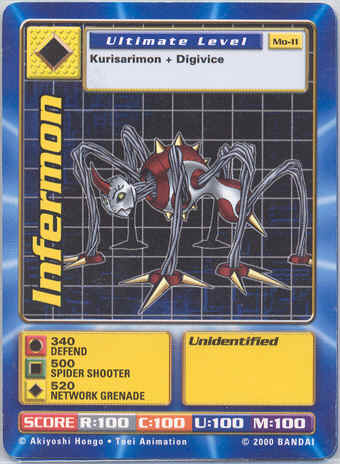 Ultimate Level
Mo-11
Kurisarimon + Digivice
Infermon
340
DEFEND
500
SPIDER SHOOTER
520
NETWORK GRENADE
Unidentified
SCORE R:100 C:100 U:100 M:100
© Akiyoshi Hongo • Toei Animation © 2000 BANDAI